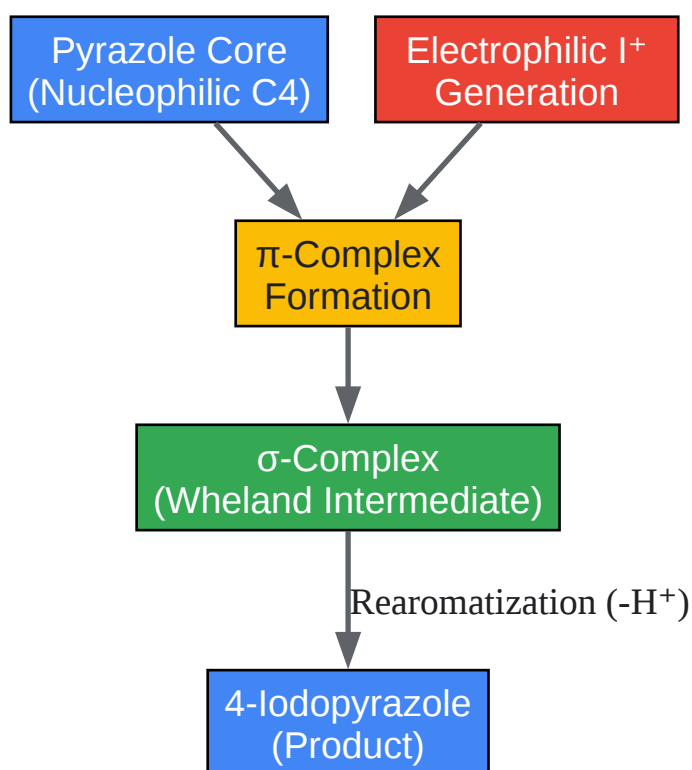 Pyrazole Core
(Nucleophilic C4)
Electrophilic I⁺
Generation
π-Complex
Formation
σ-Complex
(Wheland Intermediate)
Rearomatization (-H⁺)
4-Iodopyrazole
(Product)